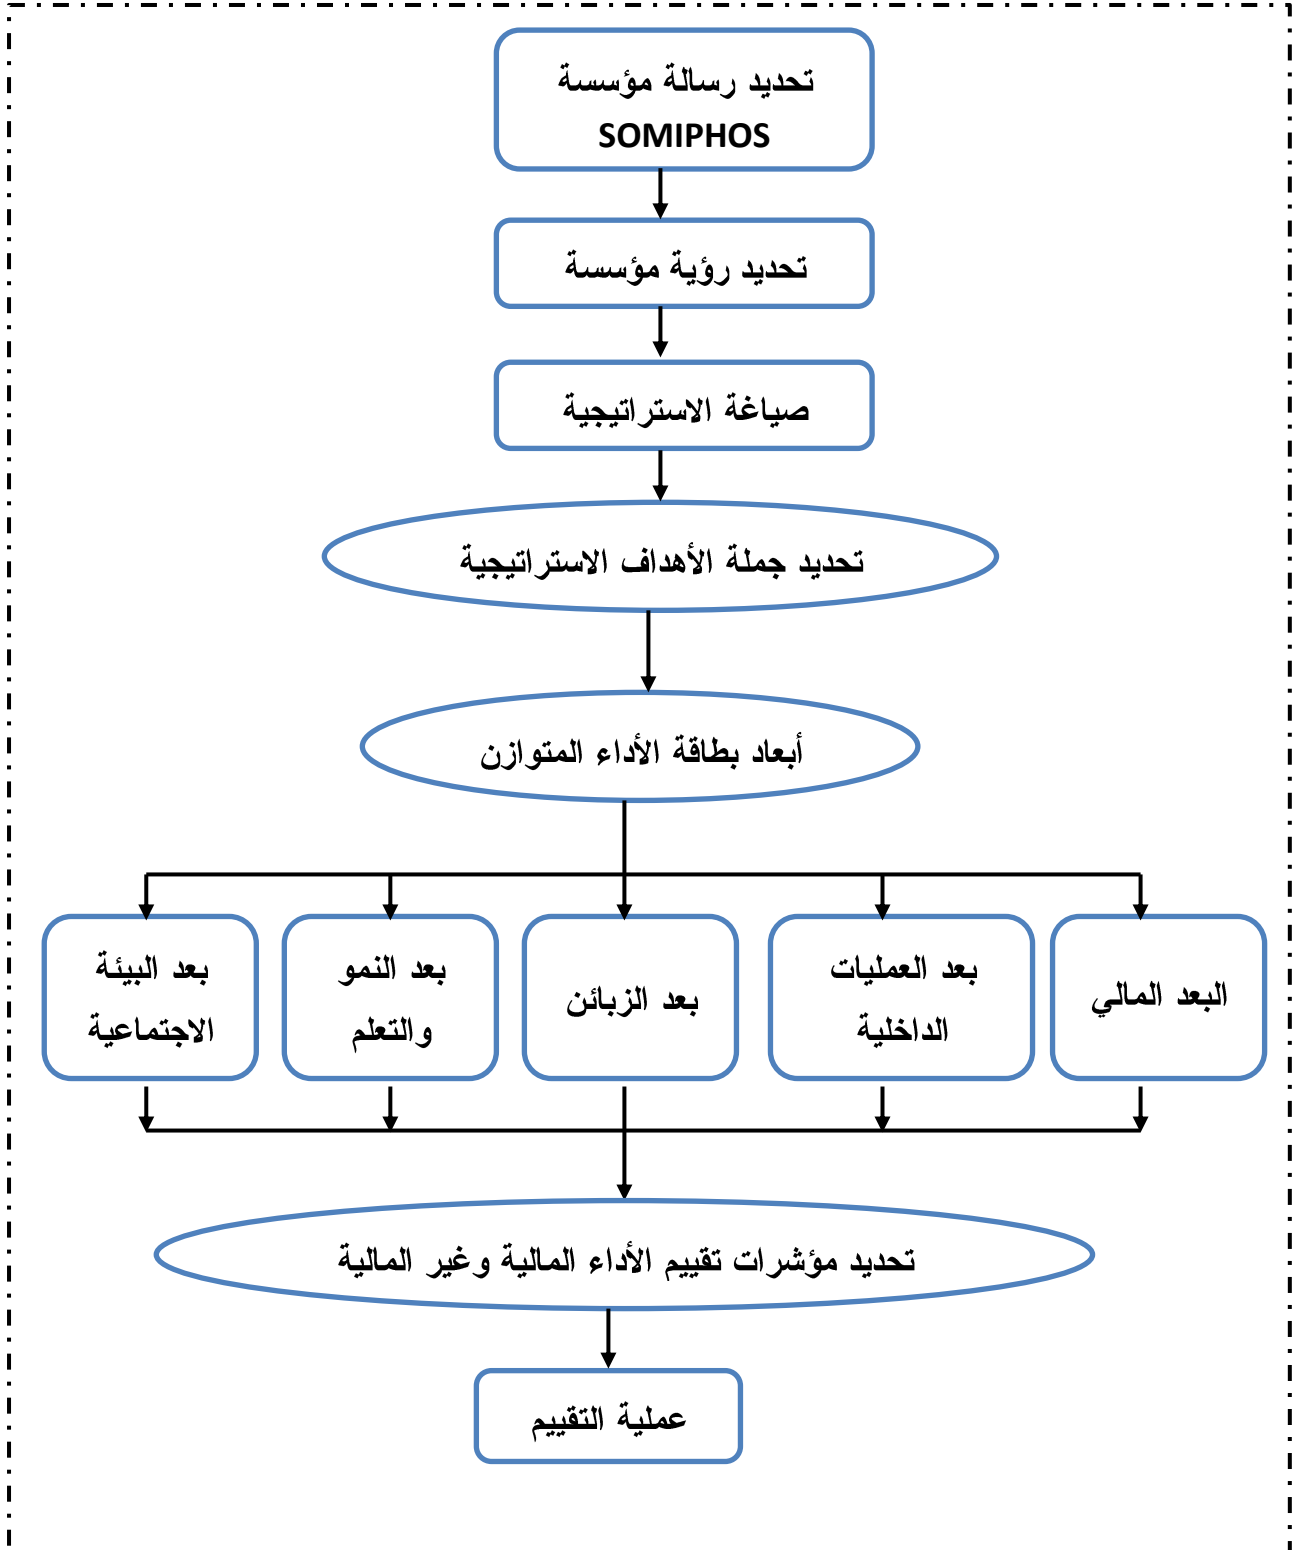 تحديد رسالة مؤسسة
SOMIPHOS
تحديد رؤية مؤسسة
صياغة الاستراتيجية
تحديد جملة الأهداف الاستراتيجية
أبعاد بطاقة الأداء المتوازن
البعد المالي
بعد العمليات
الداخلية
بعد الزبائن
بعد النمو
والتعلم
بعد البيئة
الاجتماعية
تحديد مؤشرات تقييم الأداء المالية وغير المالية
عملية التقييم